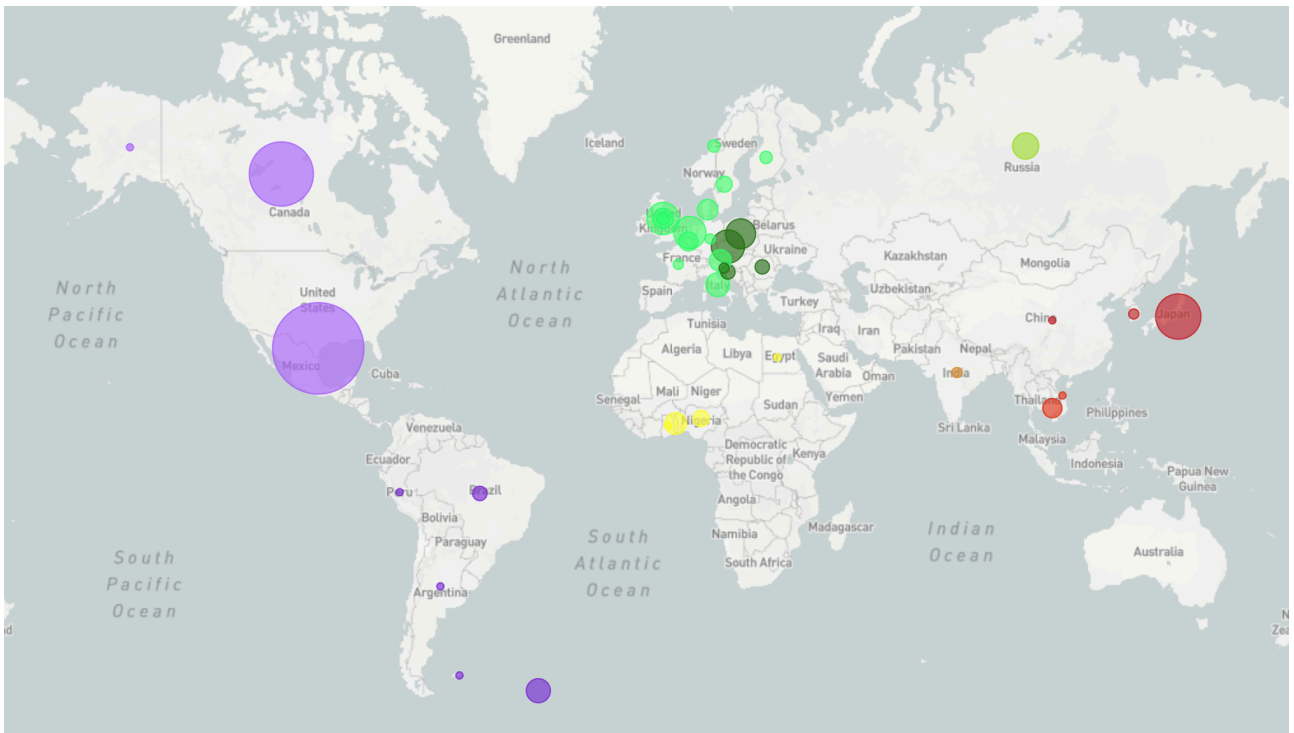 Greenland
Iceland
Sweden
Norway
Russia
Canada
United
Kingdom
Belarus
Ukraine
France
Kazakhstan
Mongolia
North
Pacific
Ocean
North
Atlantic
Ocean
United
States
Spain
Italy
Turkey
Uzbekistan
Tunisia
Iraq
Iran
China
Japan
Algeria
Libya
Egypt
Saudi
Arabia
Pakistan
Nepal
Oman
India
Mexico
Cuba
Senegal
Mali
Niger
Sudan
Yemen
Thailand
Philippines
Nigeria
Sri Lanka
Venezuela
Ecuador
Democratic
Republic of
the Congo
Kenya
Malaysia
Indonesia
Papua New
Guinea
Peru
Brazil
Angola
Bolivia
Madagascar
Paraguay
Namibia
South Africa
South
Pacific
Ocean
South
Atlantic
Ocean
Indian
Ocean
Australia
Argentina